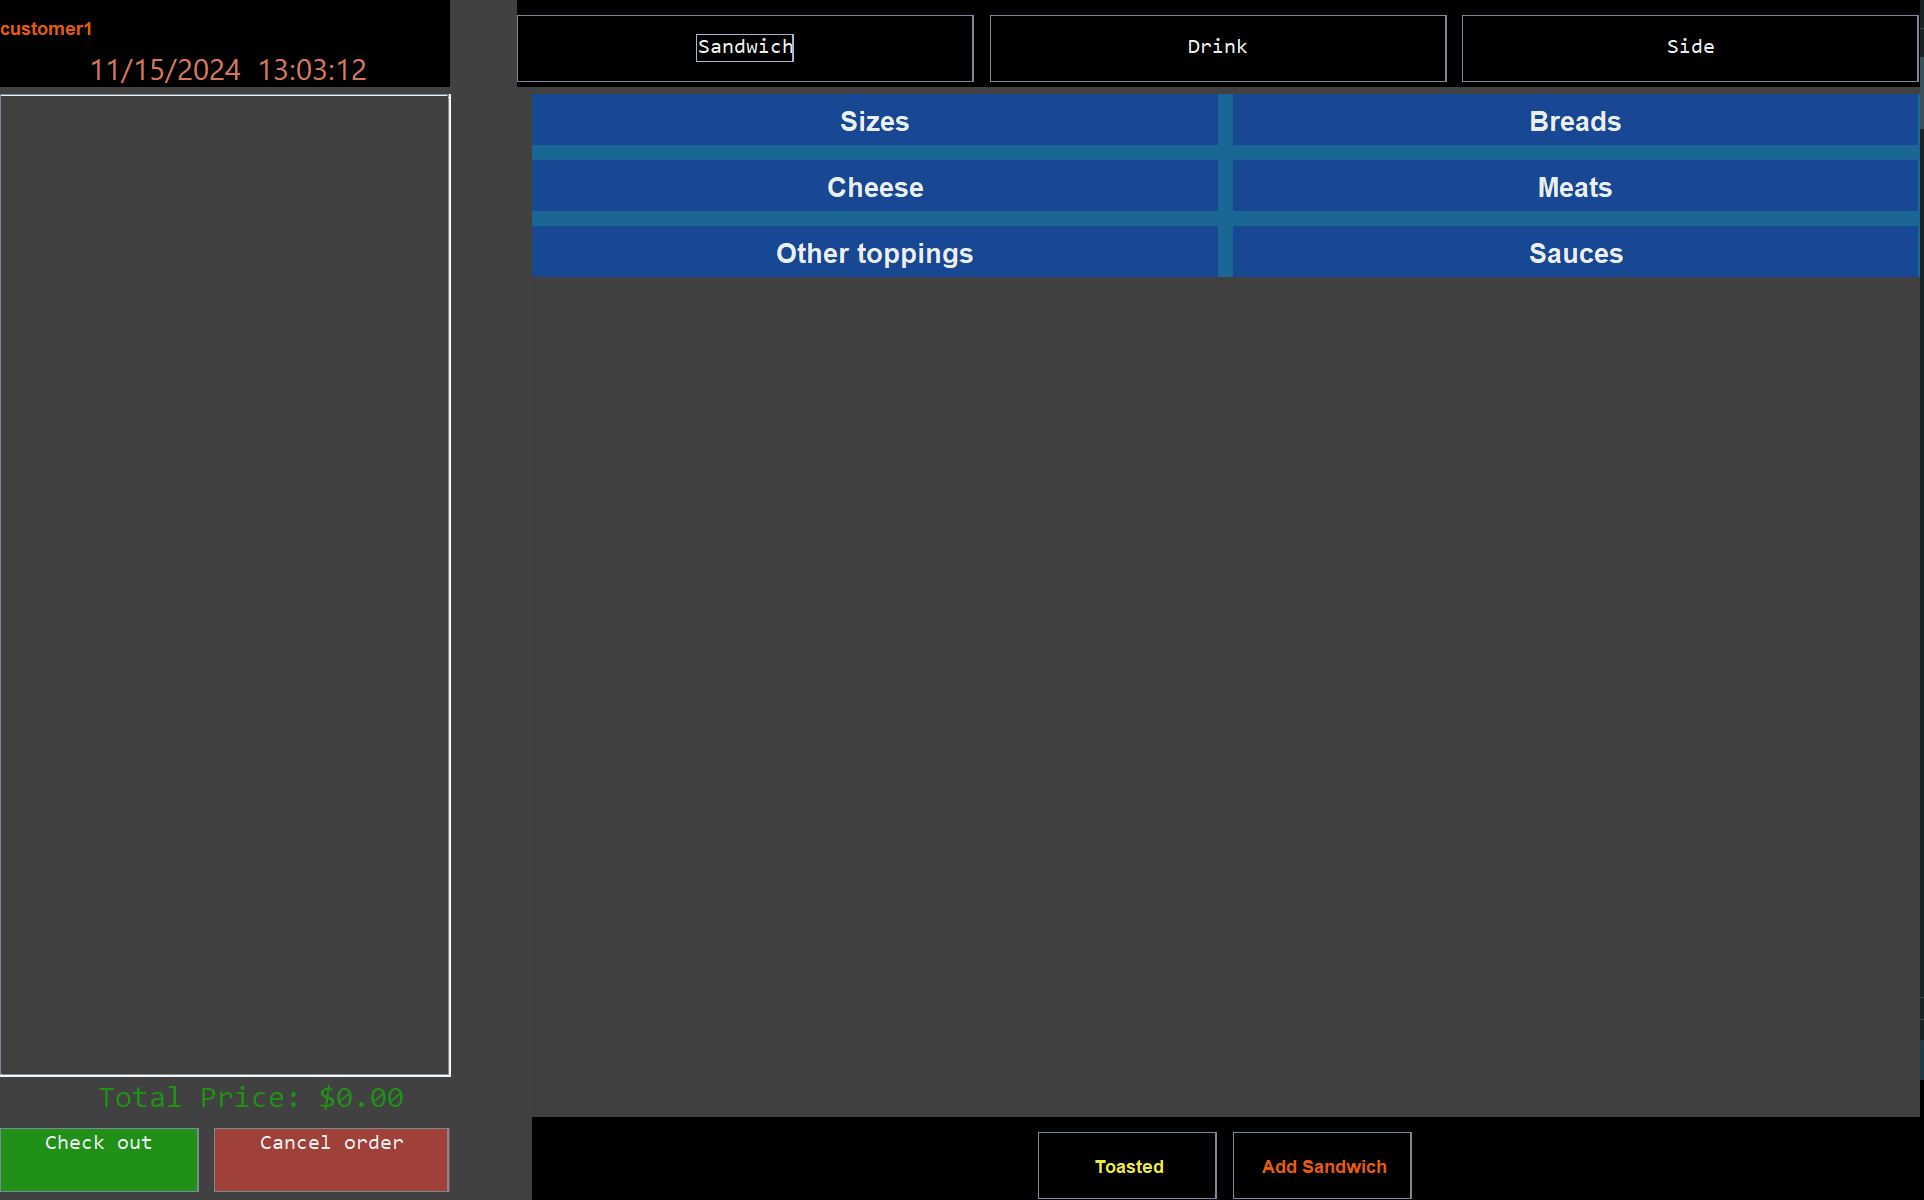 customer1
11/15/2024 13:03:12
Sandwich
Drink
Side
Sizes
Breads
Cheese
Meats
Other toppings
Sauces
Total Price: $0.00
Check out
Cancel order
Toasted
Add Sandwich